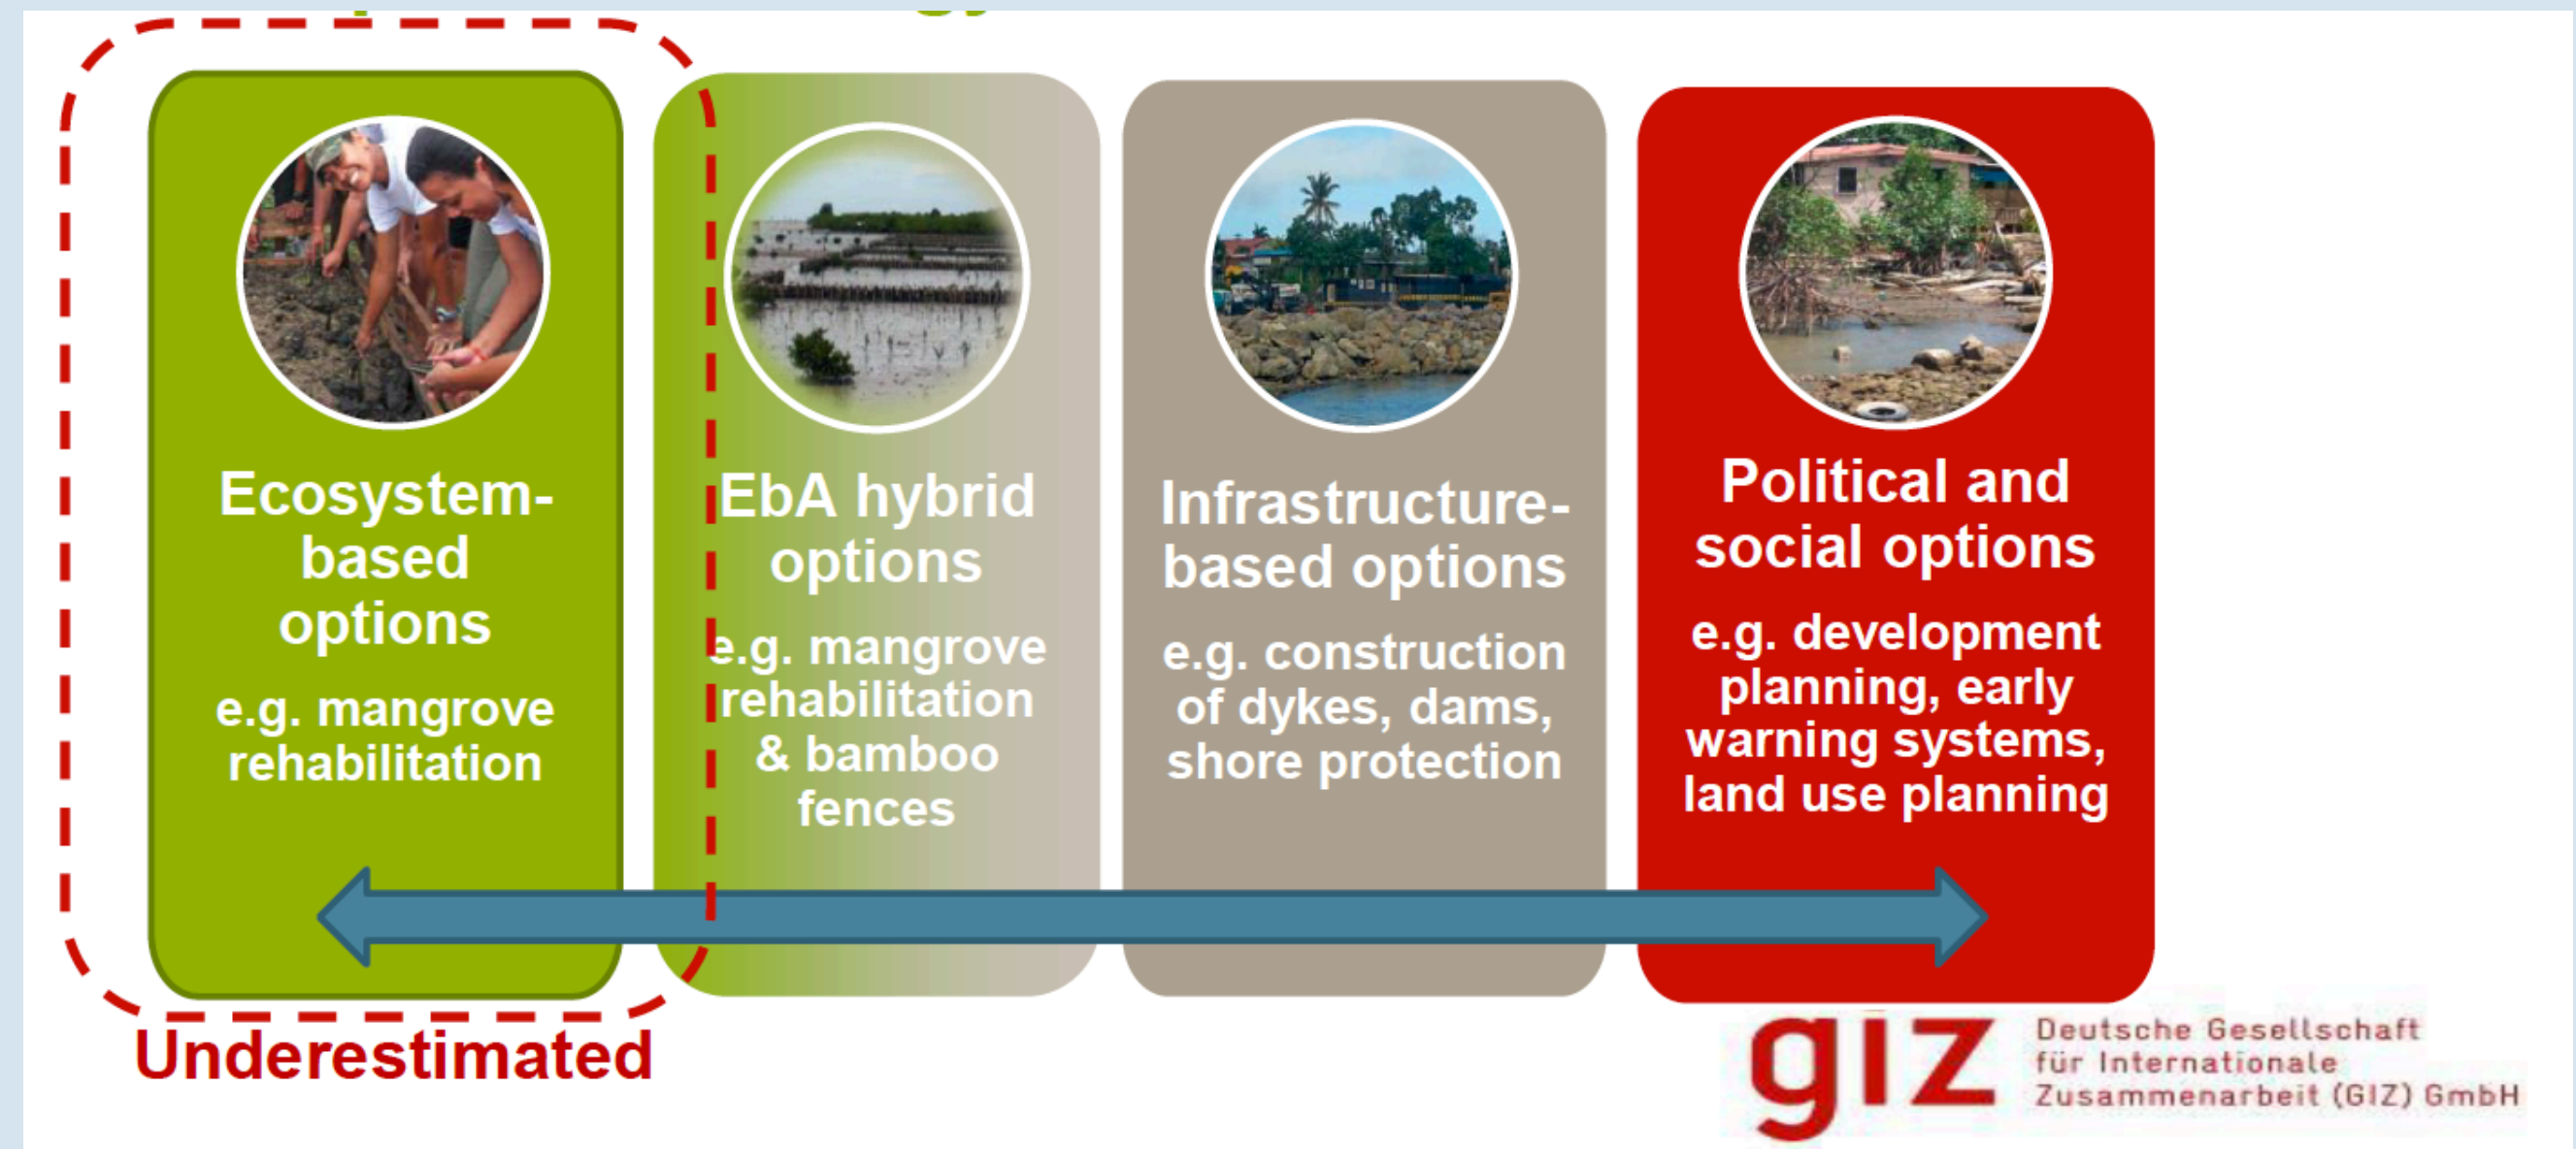 Ecosystem-
based
options
e.g. mangrove
rehabilitation
EbA hybrid
options
e.g. mangrove
rehabilitation
& bamboo
fences
Infrastructure-
based options
e.g. construction
of dykes, dams,
shore protection
Political and
social options
e.g. development
planning, early
warning systems,
land use planning
Underestimated
giz
Deutsche Gesellschaft
für Internationale
Zusammenarbeit (GIZ) GmbH